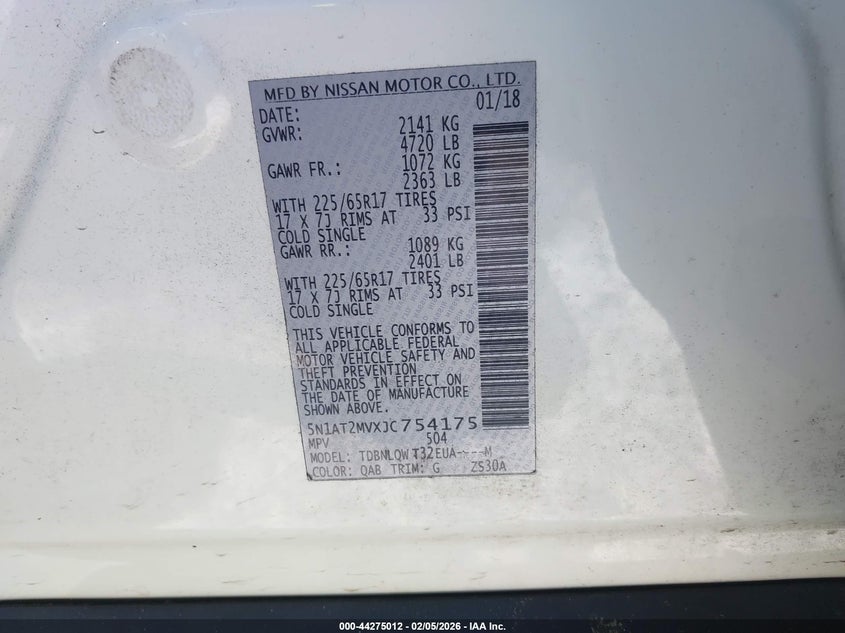 MFD BY NISSAN MOTOR CO., LTD.
DATE: 01/18
GVWR: 2141 KG
4720 LB
GAWR FR.: 1072 KG
2363 LB
WITH 225/65R17 TIRES
17 X 7J RIMS AT 33 PSI
COLD SINGLE
GAWR RR.: 1089 KG
2401 LB
WITH 225/65R17 TIRES
17 X 7J RIMS AT 33 PSI
COLD SINGLE
THIS VEHICLE CONFORMS TO
ALL APPLICABLE FEDERAL
MOTOR VEHICLE SAFETY AND
THEFT PREVENTION
STANDARDS IN EFFECT ON
THE DATE OF MANUFACTURE
SHOWN ABOVE.
5N1AT2MVXJC754175
MPV 504
MODEL: TDBNLQWT32EUA----M
COLOR: QAB TRIM: G ZS30A
000-44275012 | 02/05/2026 - IAA Inc.